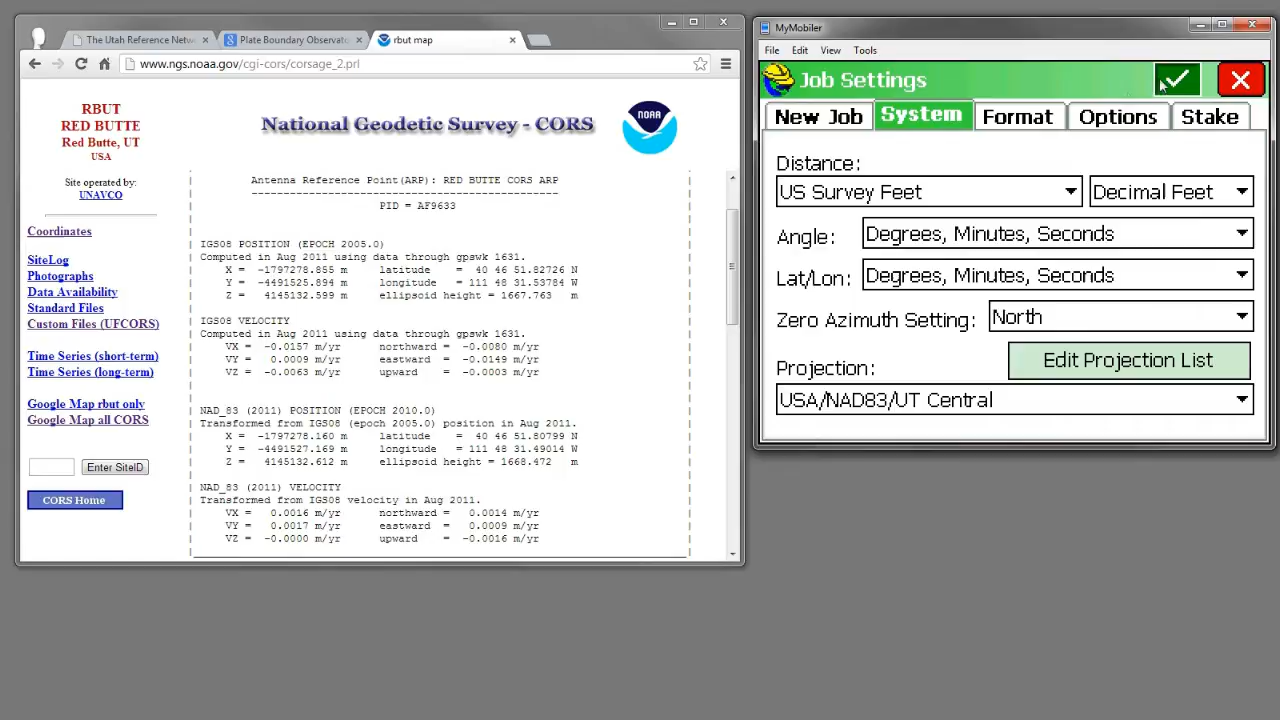 The Utah Reference Netw
Plate Boundary Observato
rbut map
www.ngs.noaa.gov/cgi-cors/corsage_2.prl
RBUT
RED BUTTE
Red Butte, UT
USA
Site operated by:
UNAVCO
Coordinates
SiteLog
Photographs
Data Availability
Standard Files
Custom Files (UFCORS)
Time Series (short-term)
Time Series (long-term)
Google Map rbut only
Google Map all CORS
Enter SiteID
CORS Home
National Geodetic Survey - CORS
NOAA
Antenna Reference Point(ARP): RED BUTTE CORS ARP
-----------------------------------------------
PID = AF9633
IGS08 POSITION (EPOCH 2005.0)
Computed in Aug 2011 using data through gpswk 1631.
X = -1797278.855 m latitude = 40 46 51.82726 N
Y = -4491525.894 m longitude = 111 48 31.53784 W
Z = 4145132.599 m ellipsoid height = 1667.763 m
IGS08 VELOCITY
Computed in Aug 2011 using data through gpswk 1631.
VX = -0.0157 m/yr northward = -0.0080 m/yr
VY = 0.0009 m/yr eastward = -0.0149 m/yr
VZ = -0.0063 m/yr upward = -0.0003 m/yr
NAD_83 (2011) POSITION (EPOCH 2010.0)
Transformed from IGS08 (epoch 2005.0) position in Aug 2011.
X = -1797278.160 m latitude = 40 46 51.80799 N
Y = -4491527.169 m longitude = 111 48 31.49014 W
Z = 4145132.612 m ellipsoid height = 1668.472 m
NAD_83 (2011) VELOCITY
Transformed from IGS08 velocity in Aug 2011.
VX = 0.0016 m/yr northward = 0.0014 m/yr
VY = 0.0017 m/yr eastward = 0.0009 m/yr
VZ = -0.0000 m/yr upward = -0.0016 m/yr
MyMobiler
File Edit View Tools
Job Settings
New Job System Format Options Stake
Distance:
US Survey Feet Decimal Feet
Angle: Degrees, Minutes, Seconds
Lat/Lon: Degrees, Minutes, Seconds
Zero Azimuth Setting: North
Edit Projection List
Projection:
USA/NAD83/UT Central